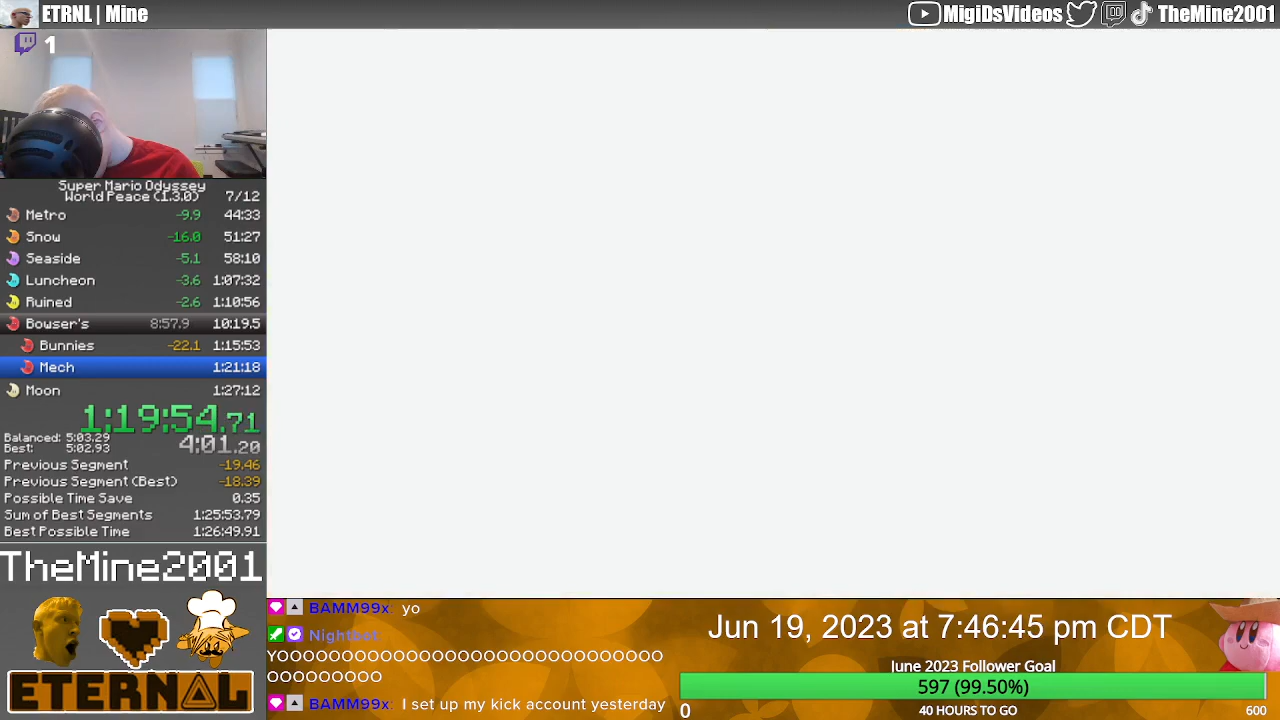 ETRNL | Mine
MigiDsVideos TheMine2001
1
Super Mario Odyssey
World Peace (1.3.0) 7/12
Metro -9.9 44:33
Snow -16.0 51:27
Seaside -5.1 58:10
Luncheon -3.6 1:07:32
Ruined -2.6 1:10:56
Bowser's 8:57.9 10:19.5
Bunnies -22.1 1:15:53
Mech 1:21:18
Moon 1:27:12
1:19:54.71
Balanced: 5:03.29
Best: 5:02.93
4:01.20
Previous Segment -19.46
Previous Segment (Best) -18.39
Possible Time Save 0.35
Sum of Best Segments 1:25:53.79
Best Possible Time 1:26:49.91
TheMine2001
ETERNAL
BAMM99x: yo
Nightbot:
YOOOOOOOOOOOOOOOOOOOOOOOOOOOOOO
OOOOOOOOO
BAMM99x: I set up my kick account yesterday
Jun 19, 2023 at 7:46:45 pm CDT
June 2023 Follower Goal
597 (99.50%)
0 40 HOURS TO GO 600